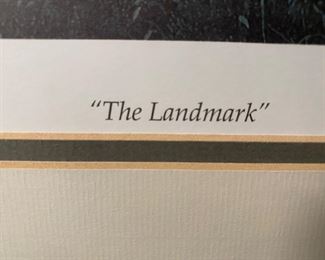 “The Landmark”